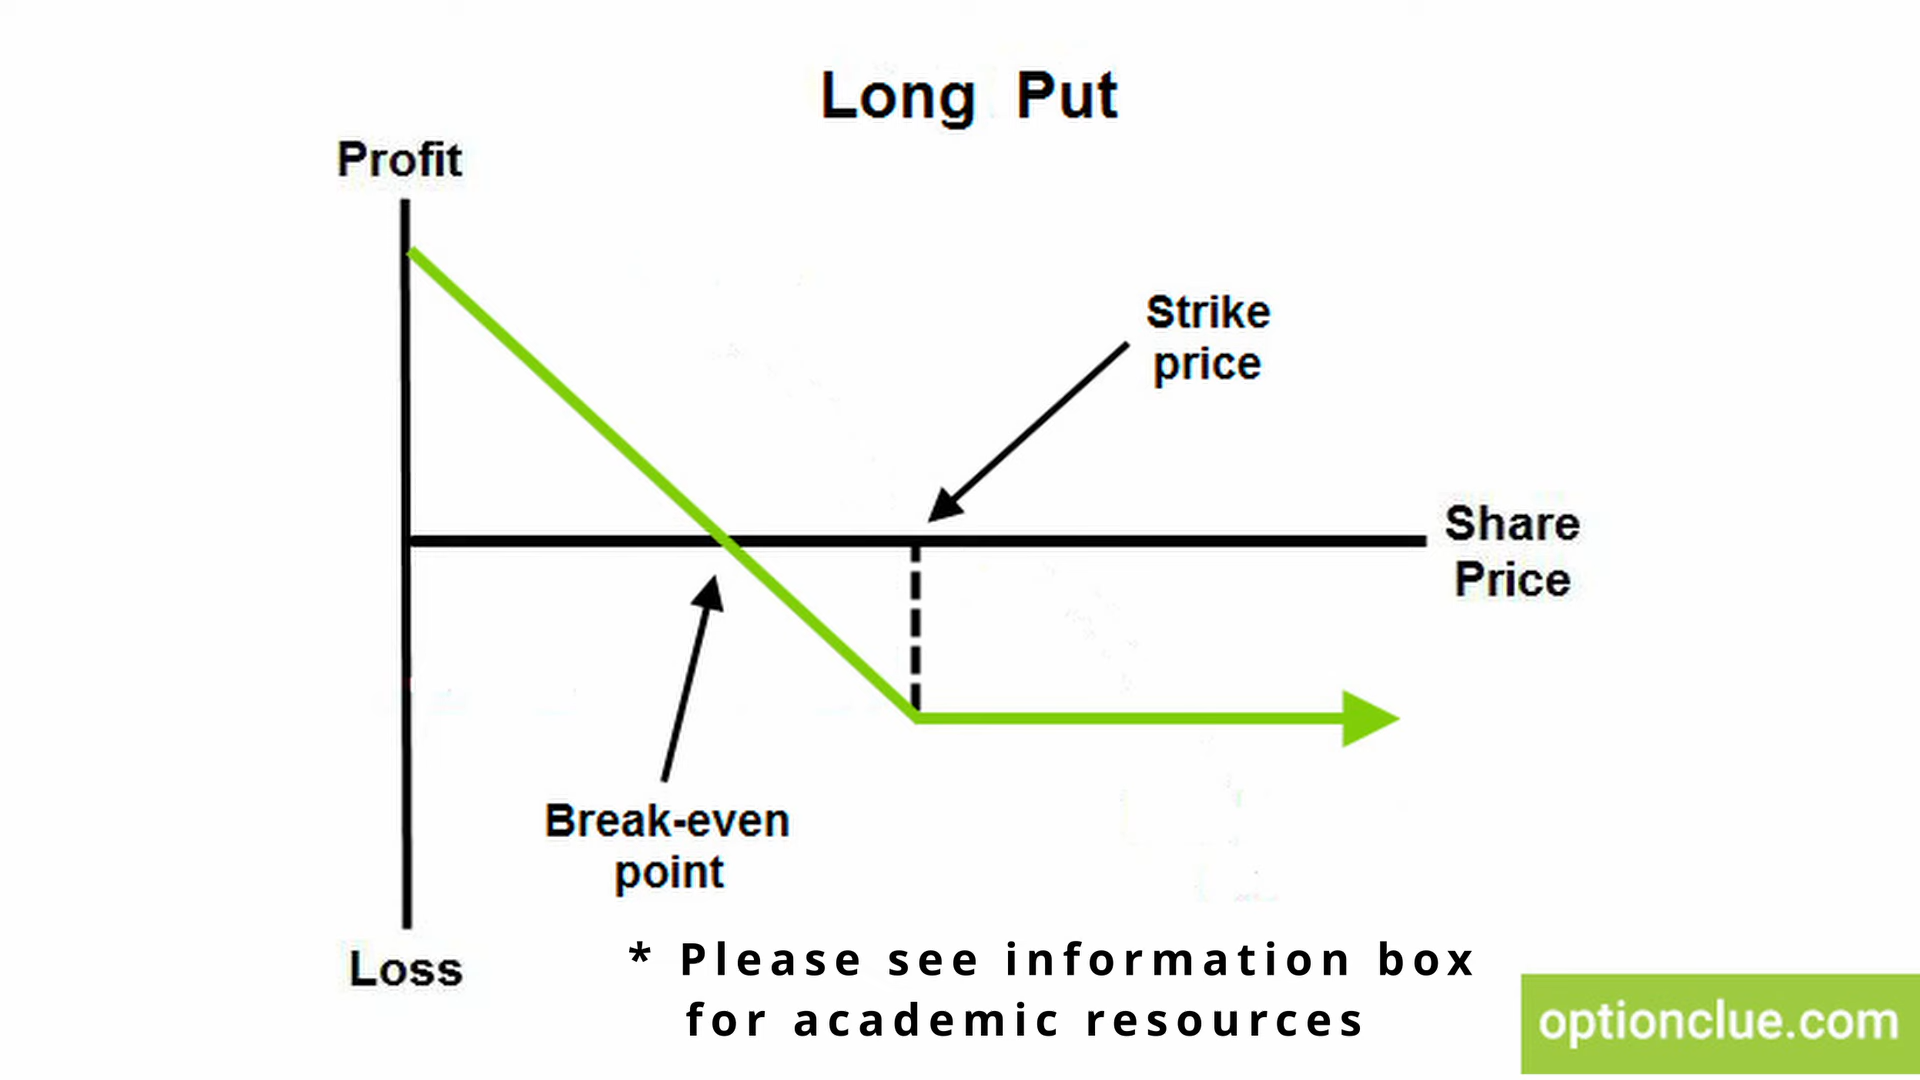 Long Put
Profit
Strike
price
Share
Price
Break-even
point
Loss
* Please see information box
for academic resources
optionclue.com